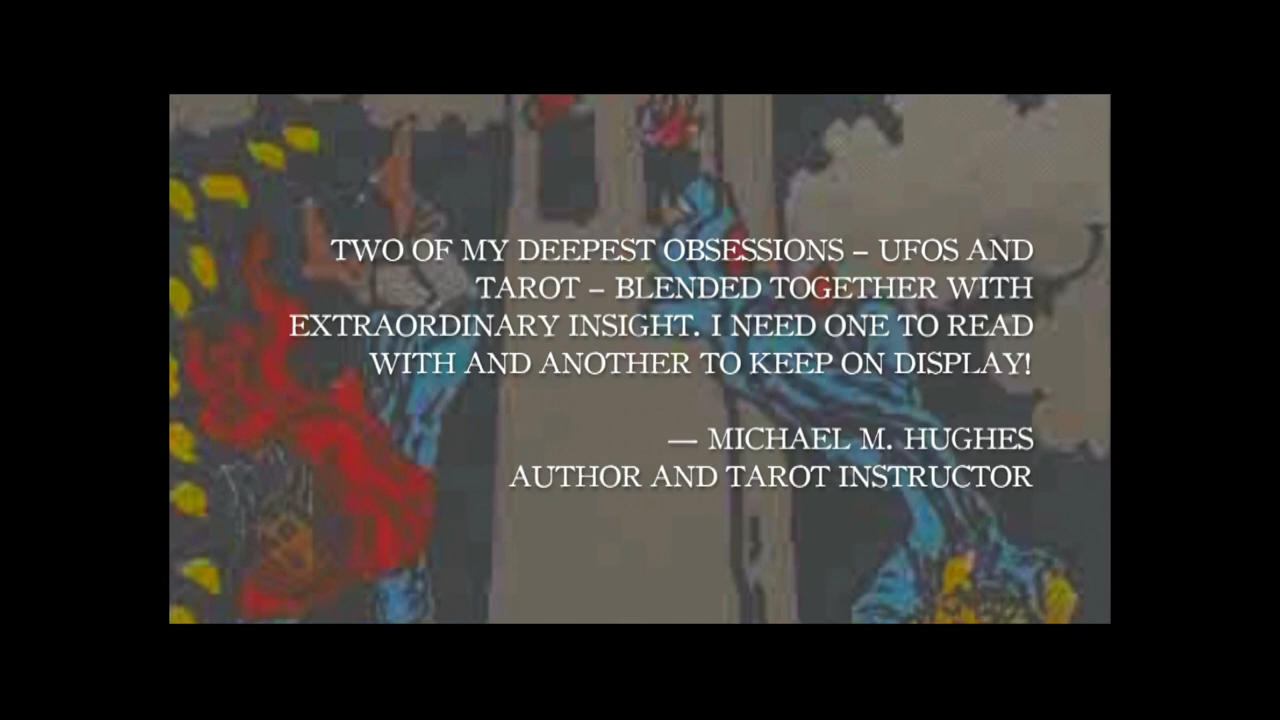 TWO OF MY DEEPEST OBSESSIONS – UFOS AND
TAROT – BLENDED TOGETHER WITH
EXTRAORDINARY INSIGHT. I NEED ONE TO READ
WITH AND ANOTHER TO KEEP ON DISPLAY!
— MICHAEL M. HUGHES
AUTHOR AND TAROT INSTRUCTOR